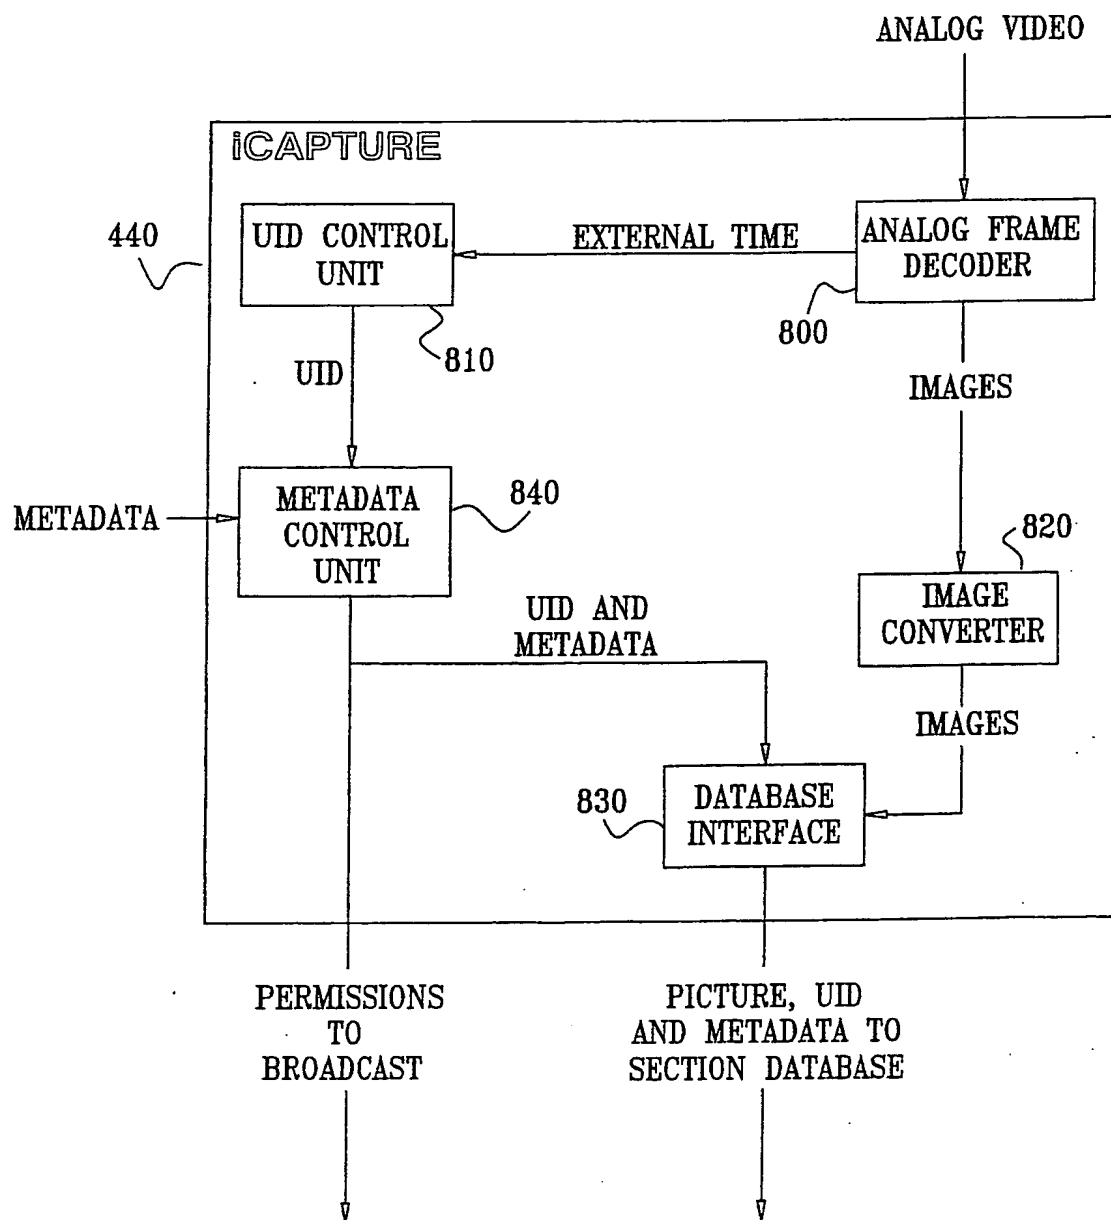 ANALOG VIDEO
iCAPTURE
440
UID CONTROL
UNIT
EXTERNAL TIME
ANALOG FRAME
DECODER
800
810
UID
IMAGES
METADATA
METADATA
CONTROL
UNIT
840
820
IMAGE
CONVERTER
UID AND
METADATA
IMAGES
830
DATABASE
INTERFACE
PERMISSIONS
TO
BROADCAST
PICTURE, UID
AND METADATA TO
SECTION DATABASE